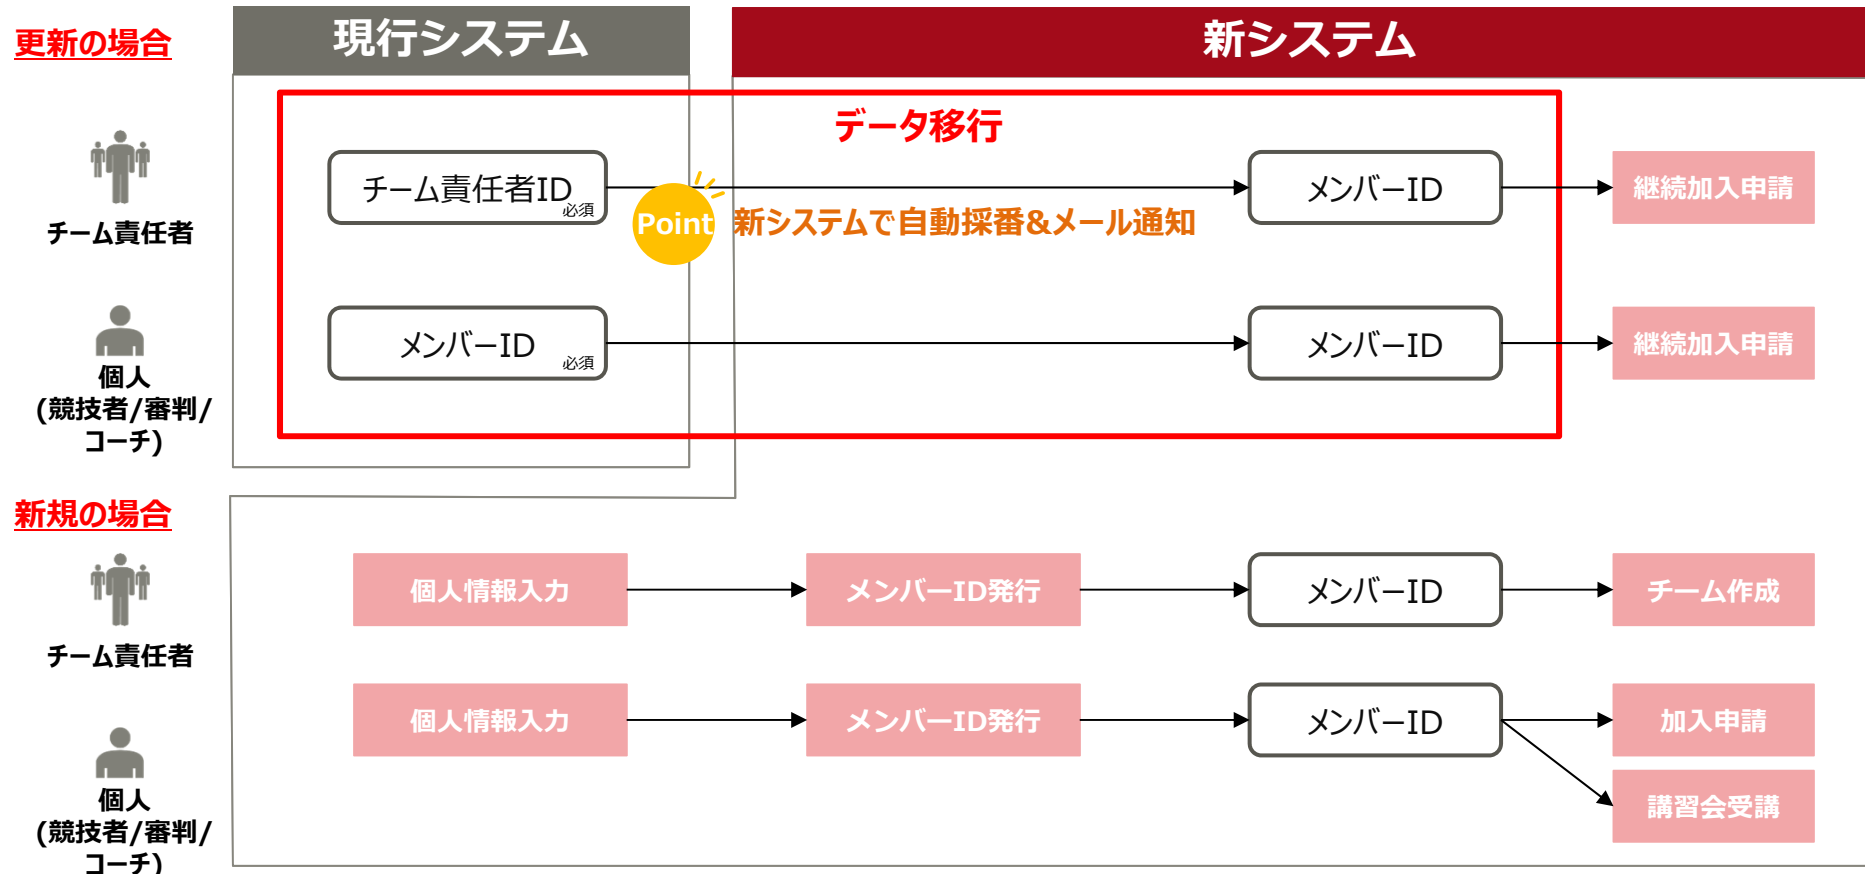 更新の場合
現行システム
新システム
データ移行
チーム責任者
チーム責任者ID
必須
Point
新システムで自動採番&メール通知
メンバーID
継続加入申請
個人
(競技者/審判/
コーチ)
メンバーID
必須
メンバーID
継続加入申請
新規の場合
チーム責任者
個人情報入力
メンバーID発行
メンバーID
チーム作成
個人
(競技者/審判/
コーチ)
個人情報入力
メンバーID発行
メンバーID
加入申請
講習会受講